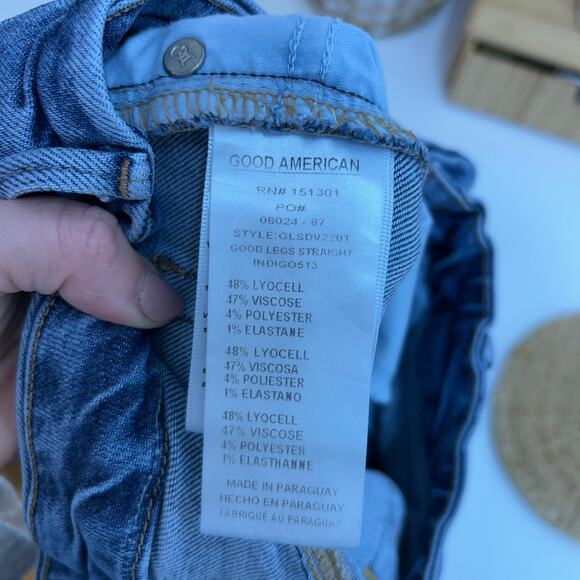 GOOD AMERICAN
RN# 151301
PO#
08024 - 87
STYLE:GLSDV220T
GOOD LEGS STRAIGHT
INDIGO513
48% LYOCELL
47% VISCOSE
4% POLYESTER
1% ELASTANE
48% LYOCELL
47% VISCOSA
4% POLIESTER
1% ELASTANO
48% LYOCELL
47% VISCOSE
4% POLYESTER
1% ELASTHANNE
MADE IN PARAGUAY
HECHO EN PARAGUAY
FABRIQUÉ AU PARAGUAY